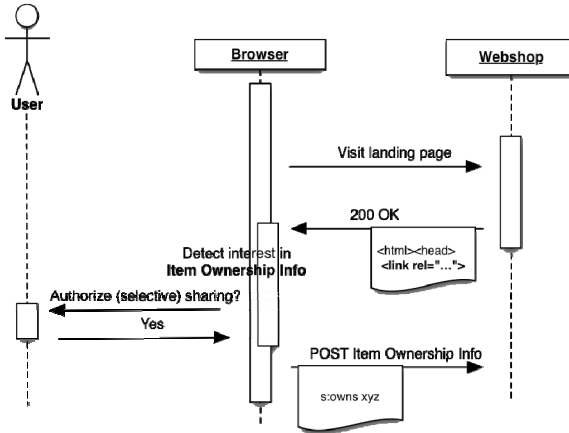 Browser
Webshop
User
Visit landing page
200 OK
<html><head>
<link rel="...">
Detect interest in
Item Ownership Info
Authorize (selective) sharing?
Yes
POST Item Ownership Info
s:owns xyz